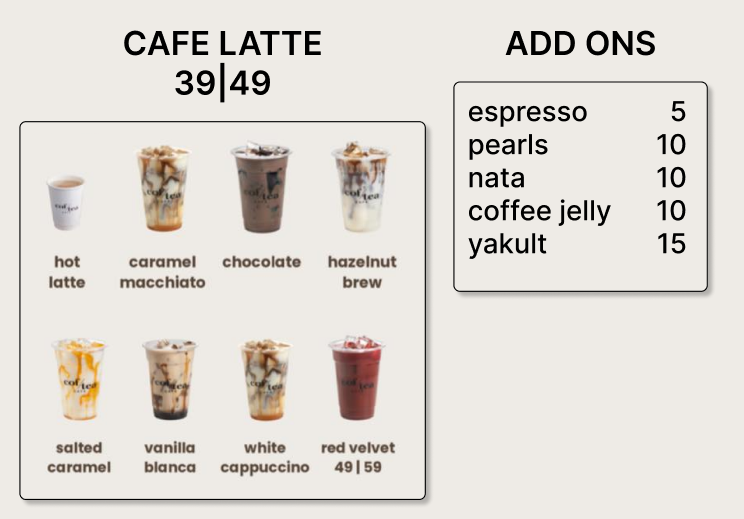 CAFE LATTE
39|49
hot
latte
caramel
macchiato
chocolate
hazelnut
brew
salted
caramel
vanilla
blanca
white
cappuccino
red velvet
49 | 59
ADD ONS
espresso 5
pearls 10
nata 10
coffee jelly 10
yakult 15